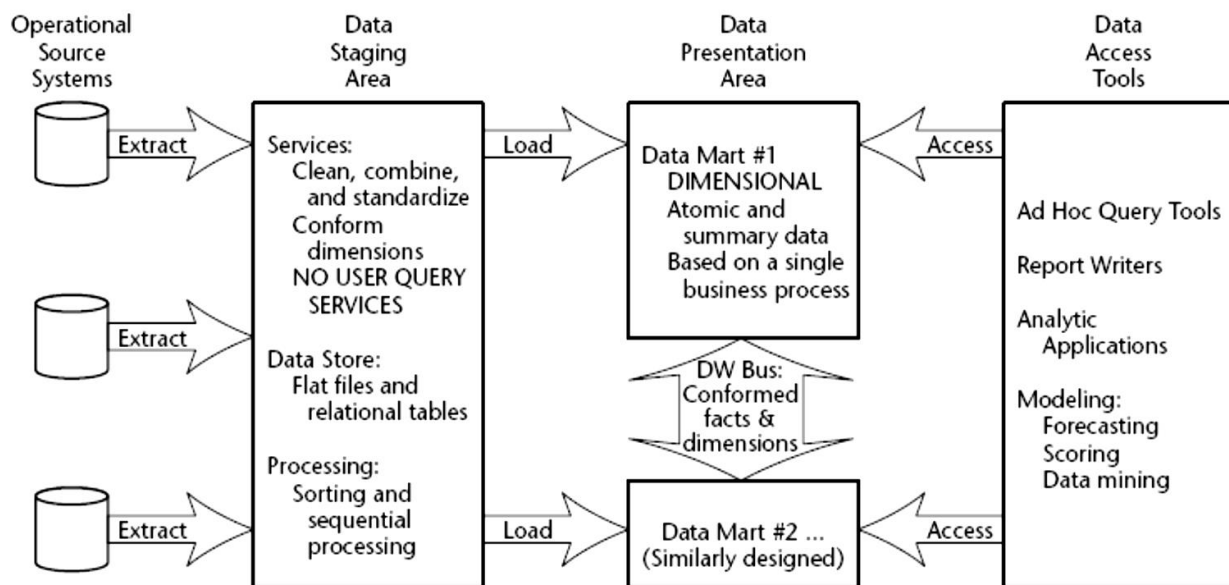 Operational
Source
Systems
Data
Staging
Area
Data
Presentation
Area
Data
Access
Tools
Extract
Extract
Extract
Services:
Clean, combine,
and standardize
Conform
dimensions
NO USER QUERY
SERVICES
Data Store:
Flat files and
relational tables
Processing:
Sorting and
sequential
processing
Load
Load
Data Mart #1
DIMENSIONAL
Atomic and
summary data
Based on a single
business process
DW Bus:
Conformed
facts &
dimensions
Data Mart #2 ...
(Similarly designed)
Access
Access
Ad Hoc Query Tools
Report Writers
Analytic
Applications
Modeling:
Forecasting
Scoring
Data mining